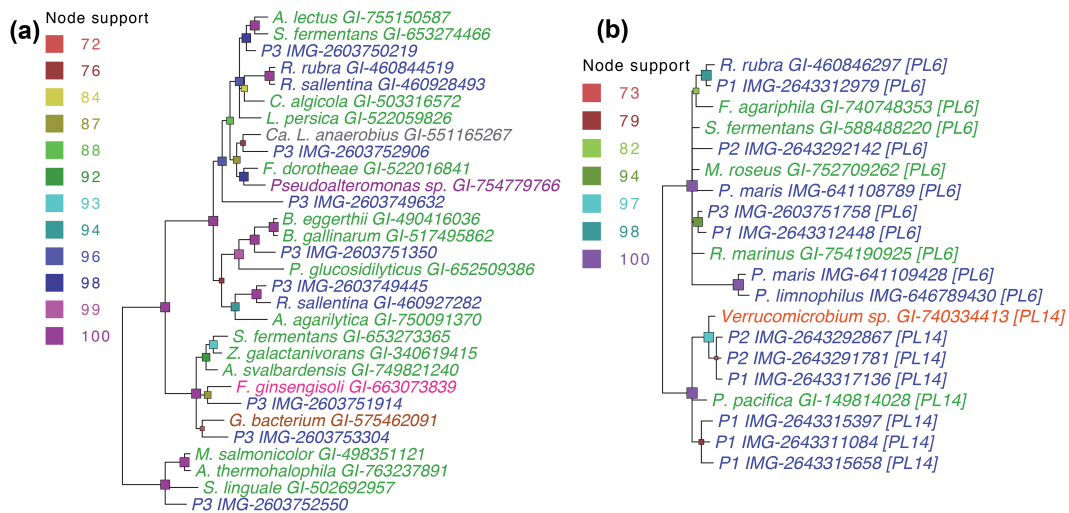 (a)
Node support
72
76
84
87
88
92
93
94
96
98
99
100
A. lectus GI-755150587
S. fermentans GI-653274466
P3 IMG-2603750219
R. rubra GI-460844519
R. sallentina GI-460928493
C. algicola GI-503316572
L. persica GI-522059826
Ca. L. anaerobius GI-551165267
P3 IMG-2603752906
F. dorotheae GI-522016841
Pseudoalteromonas sp. GI-754779766
P3 IMG-2603749632
B. eggerthii GI-490416036
B. gallinarum GI-517495862
P3 IMG-2603751350
P. glucosidilyticus GI-652509386
P3 IMG-2603749445
R. sallentina GI-460927282
A. agarilytica GI-750091370
S. fermentans GI-653273365
Z. galactanivorans GI-340619415
A. svalbardensis GI-749821240
F. ginsengisoli GI-663073839
P3 IMG-2603751914
G. bacterium GI-575462091
P3 IMG-2603753304
M. salmonicolor GI-498351121
A. thermohalophila GI-763237891
S. linguale GI-502692957
P3 IMG-2603752550
(b)
Node support
73
79
82
94
97
98
100
R. rubra GI-460846297 [PL6]
P1 IMG-2643312979 [PL6]
F. agariphila GI-740748353 [PL6]
S. fermentans GI-588488220 [PL6]
P2 IMG-2643292142 [PL6]
M. roseus GI-752709262 [PL6]
P. maris IMG-641108789 [PL6]
P3 IMG-2603751758 [PL6]
P1 IMG-2643312448 [PL6]
R. marinus GI-754190925 [PL6]
P. maris IMG-641109428 [PL6]
P. limnophilus IMG-646789430 [PL6]
Verrucomicrobium sp. GI-740334413 [PL14]
P2 IMG-2643292867 [PL14]
P2 IMG-2643291781 [PL14]
P1 IMG-2643317136 [PL14]
P. pacifica GI-149814028 [PL14]
P1 IMG-2643315397 [PL14]
P1 IMG-2643311084 [PL14]
P1 IMG-2643315658 [PL14]